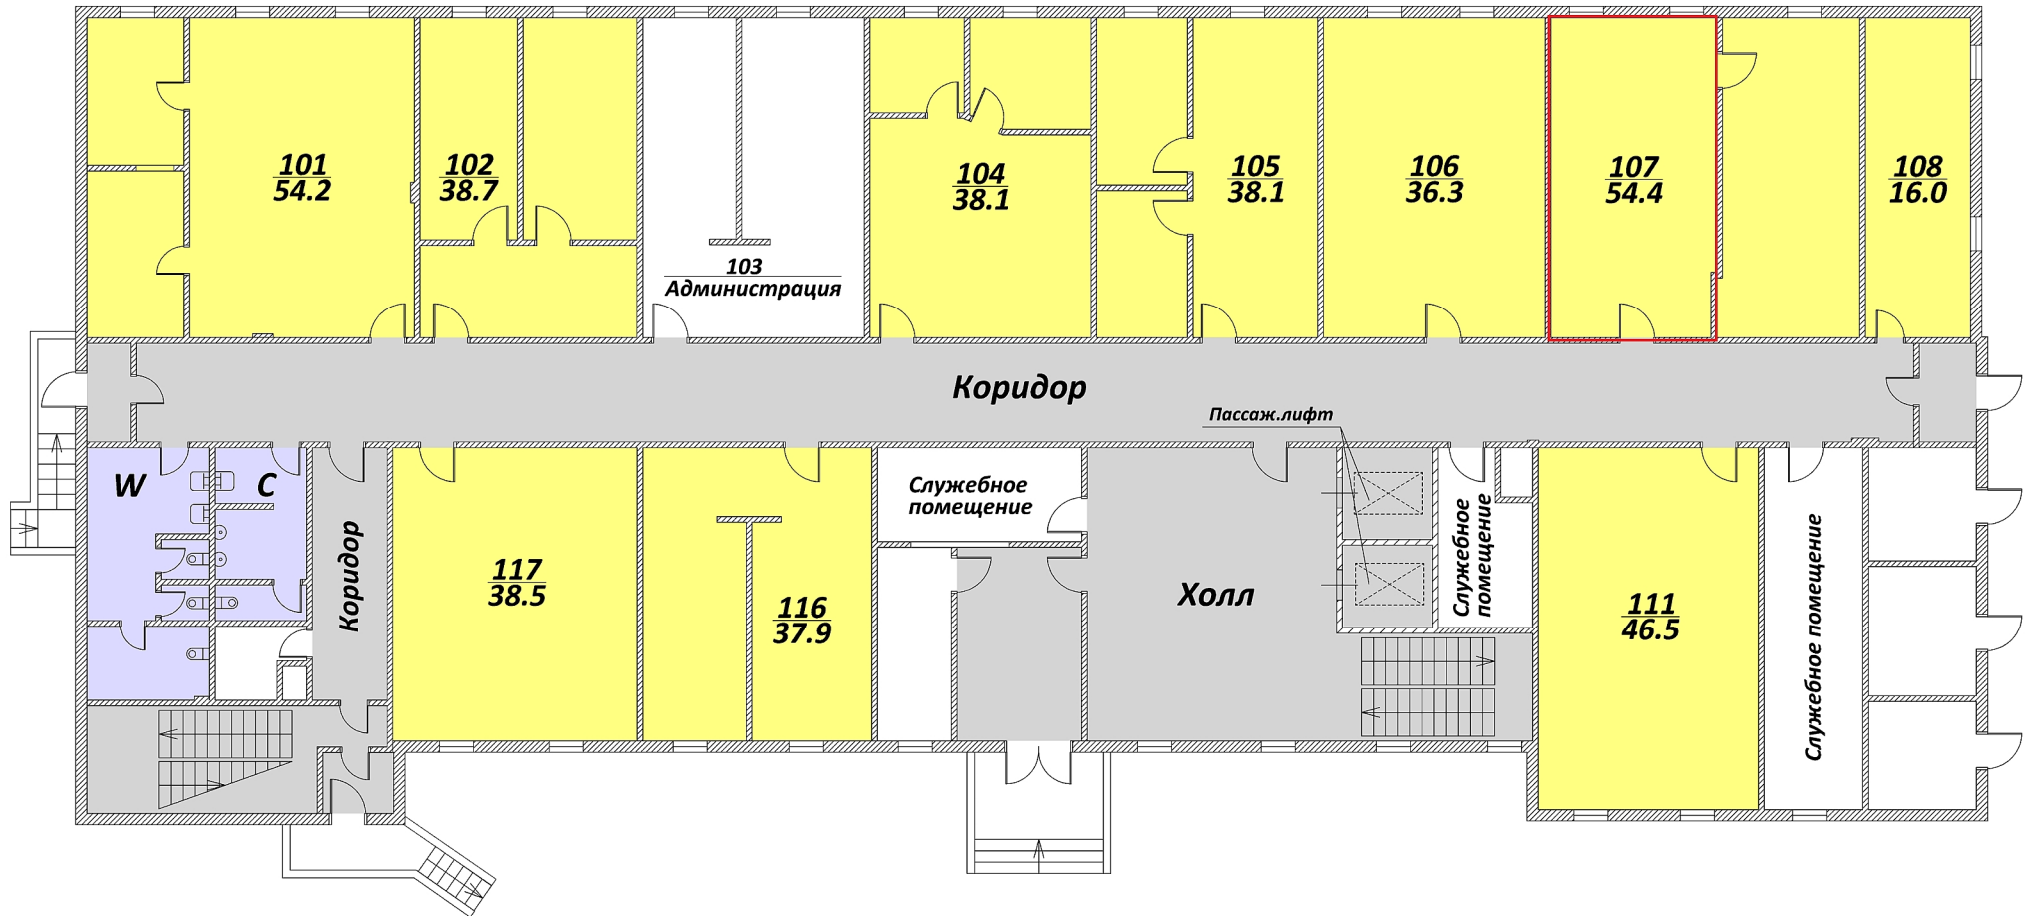 101
54.2
102
38.7
103
Администрация
104
38.1
105
38.1
106
36.3
107
54.4
108
16.0
Коридор
Пассаж.лифт
W
C
Коридор
117
38.5
116
37.9
Служебное
помещение
Холл
Служебное
помещение
111
46.5
Служебное помещение